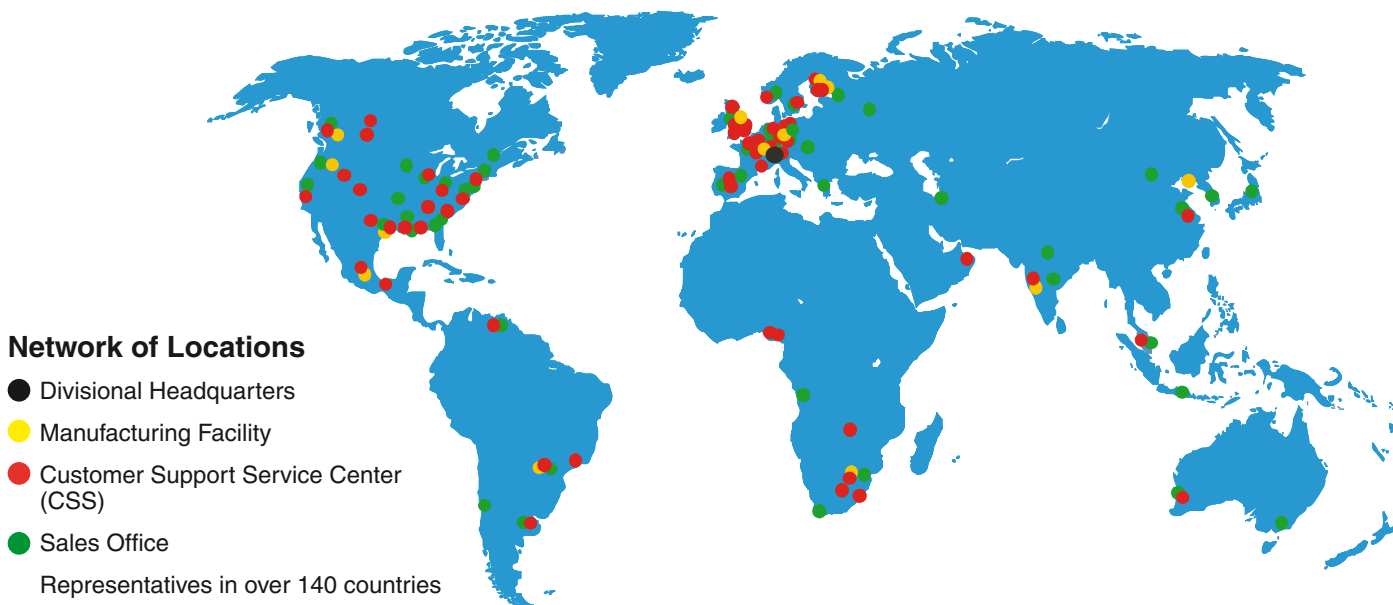 Network of Locations
Divisional Headquarters
Manufacturing Facility
Customer Support Service Center
(CSS)
Sales Office
Representatives in over 140 countries